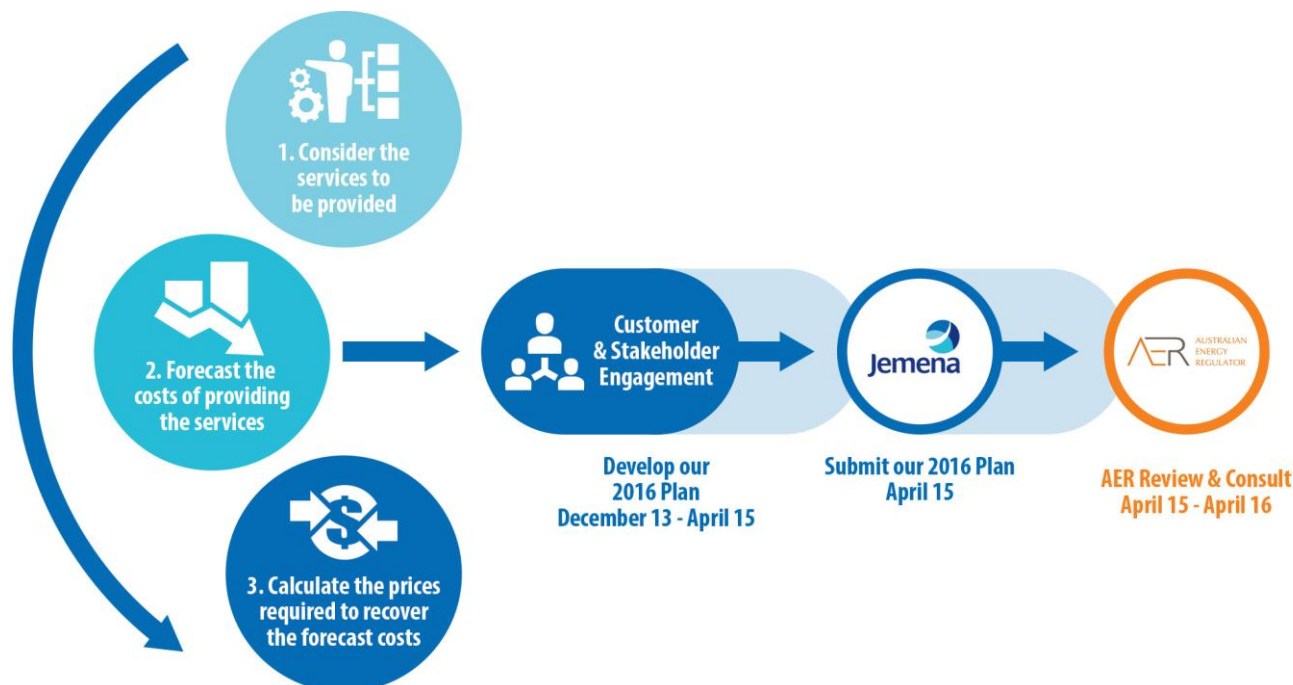 1. Consider the
services to
be provided
2. Forecast the
costs of providing
the services
3. Calculate the prices
required to recover
the forecast costs
Customer
& Stakeholder
Engagement
Develop our
2016 Plan
December 13 - April 15
Jemena
Submit our 2016 Plan
April 15
AER
AUSTRALIAN
ENERGY
REGULATOR
AER Review & Consult
April 15 - April 16